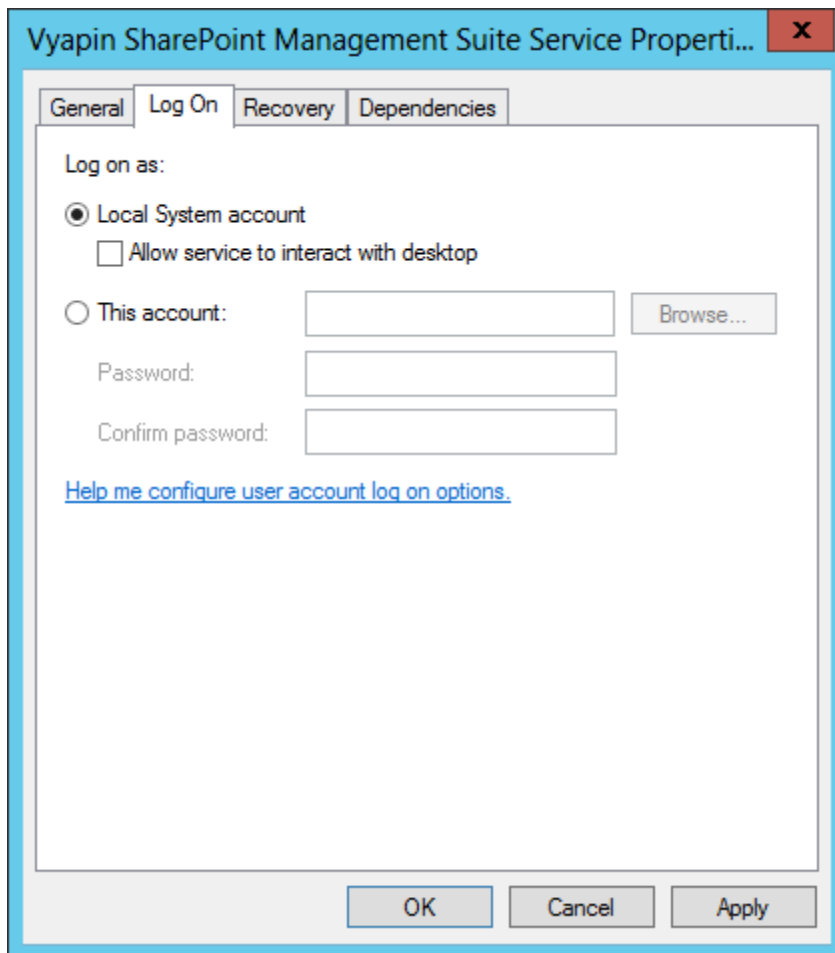 Vyapin SharePoint Management Suite Service Properti... x
General Log On Recovery Dependencies
Log on as:
Local System account
Allow service to interact with desktop
This account: Browse...
Password:
Confirm password:
Help me configure user account log on options.
OK Cancel Apply